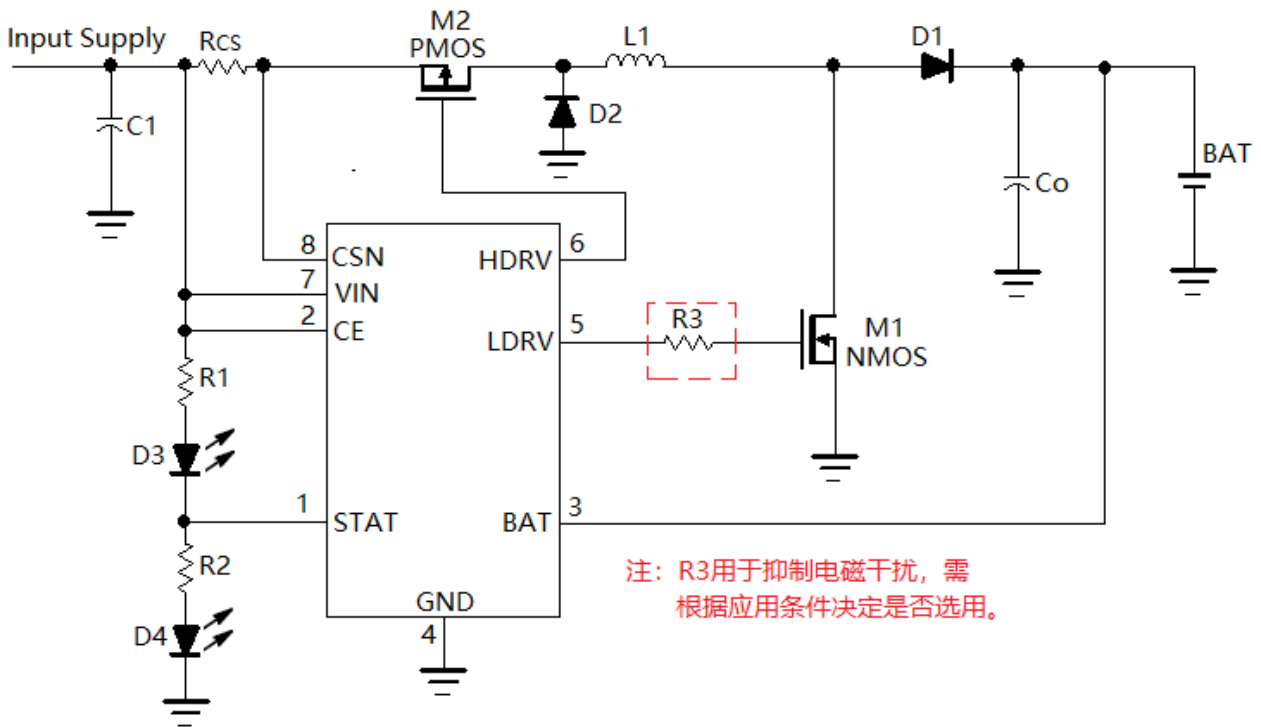 M2
L1
D1
Input Supply
RCS
PMOS
C1
D2
BAT
Co
8
CSN
HDRV
6
7
VIN
2
CE
R3
LDRV
5
M1
NMOS
R1
D3
1
STAT
BAT
3
R2
注：R3用于抑制电磁干扰，需
根据应用条件决定是否选用。
GND
D4
4